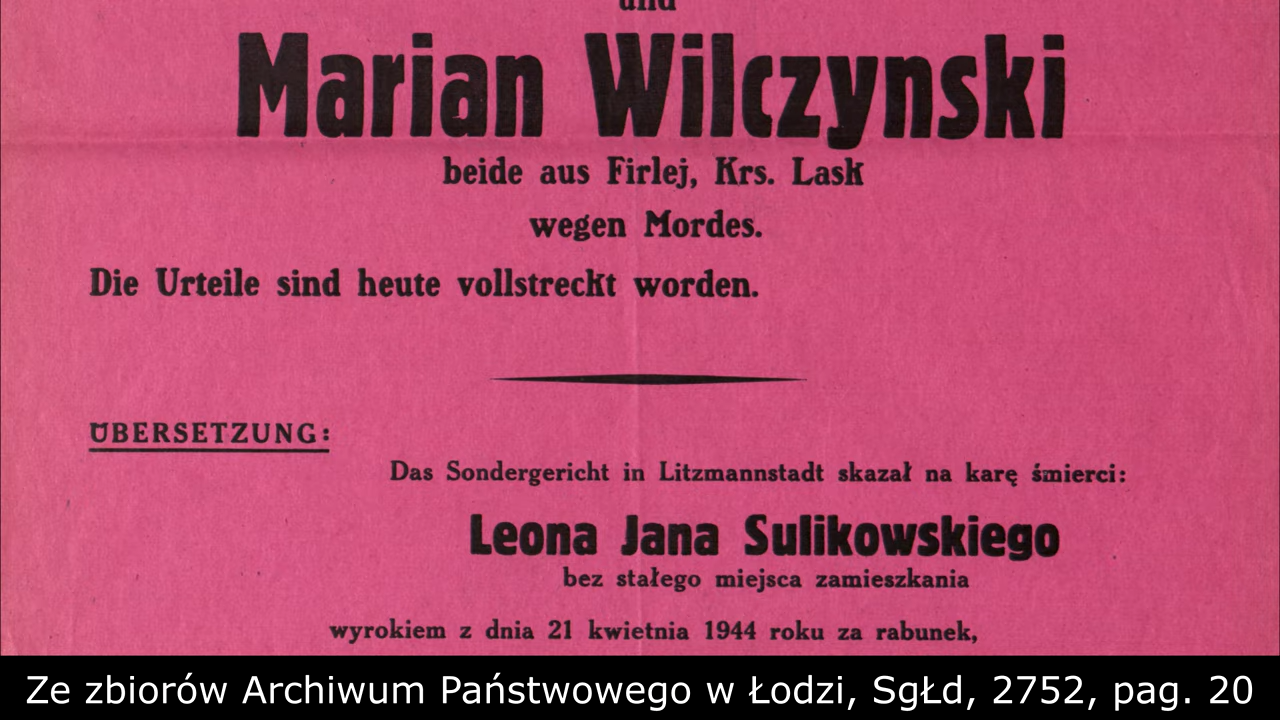 und
Marian Wilczynski
beide aus Firlej, Krs. Lask
wegen Mordes.
Die Urteile sind heute vollstreckt worden.
ÜBERSETZUNG:
Das Sondergericht in Litzmannstadt skazał na karę śmierci:
Leona Jana Sulikowskiego
bez stałego miejsca zamieszkania
wyrokiem z dnia 21 kwietnia 1944 roku za rabunek,
Ze zbiorów Archiwum Państwowego w Łodzi, SgŁd, 2752, pag. 20